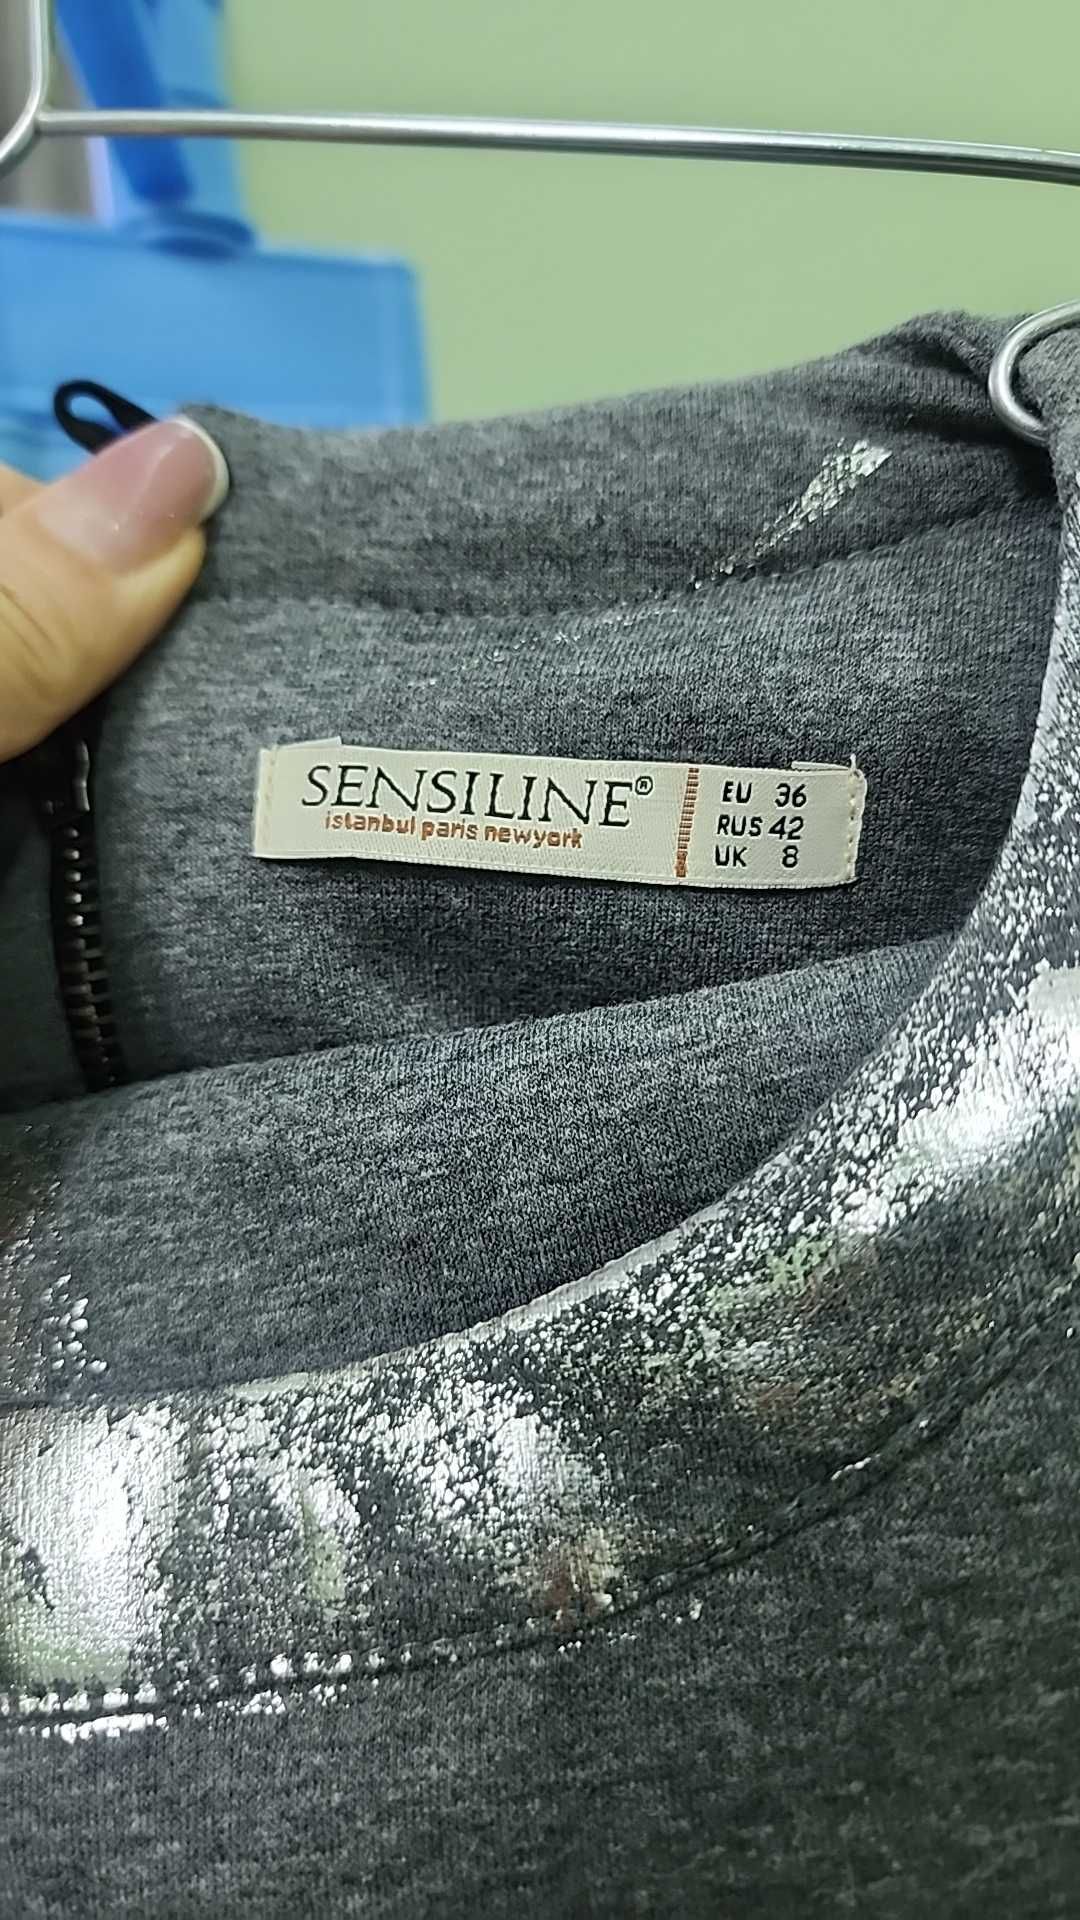 SENSILINE®
istanbul paris newyork
EU 36
RUS 42
UK 8